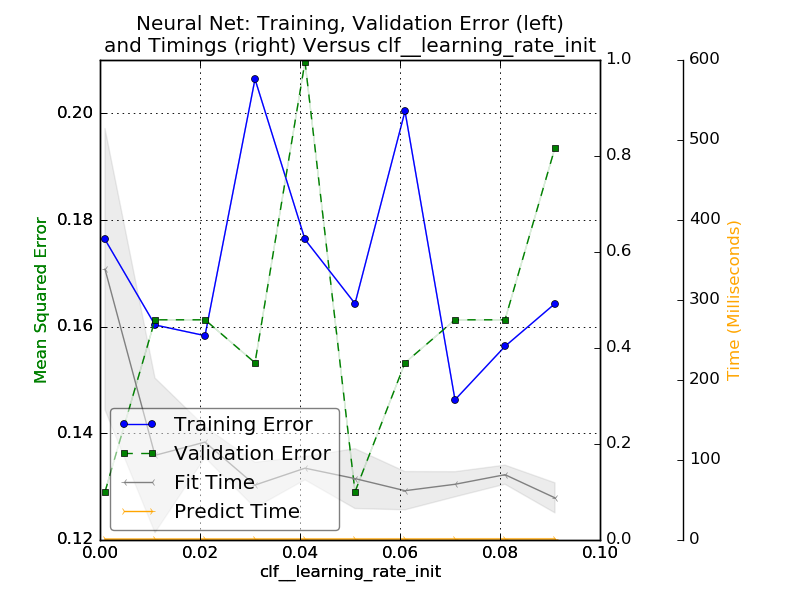 Neural Net: Training, Validation Error (left)
and Timings (right) Versus clf__learning_rate_init
Mean Squared Error
0.20
0.18
0.16
0.14
0.12
1.0
0.8
0.6
0.4
0.2
0.0
600
500
400
300
200
100
0
Time (Milliseconds)
Training Error
Validation Error
Fit Time
Predict Time
0.00 0.02 0.04 0.06 0.08 0.10
clf__learning_rate_init